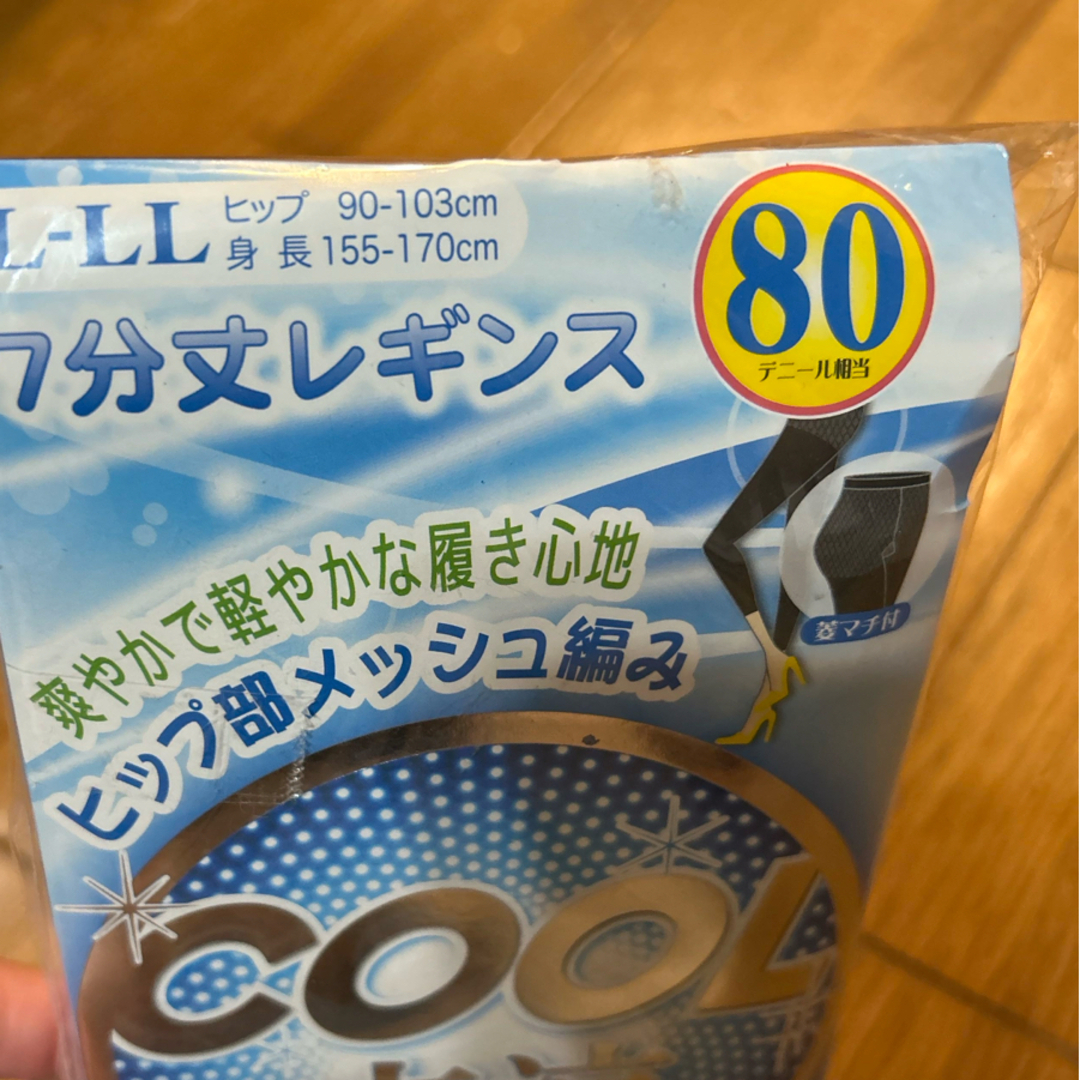 L-LL
ヒップ 90-103cm
身長 155-170cm
80
デニール相当
7分丈レギンス
爽やかで軽やかな履き心地
ヒップ部メッシュ編み
菱マチ付
COOL